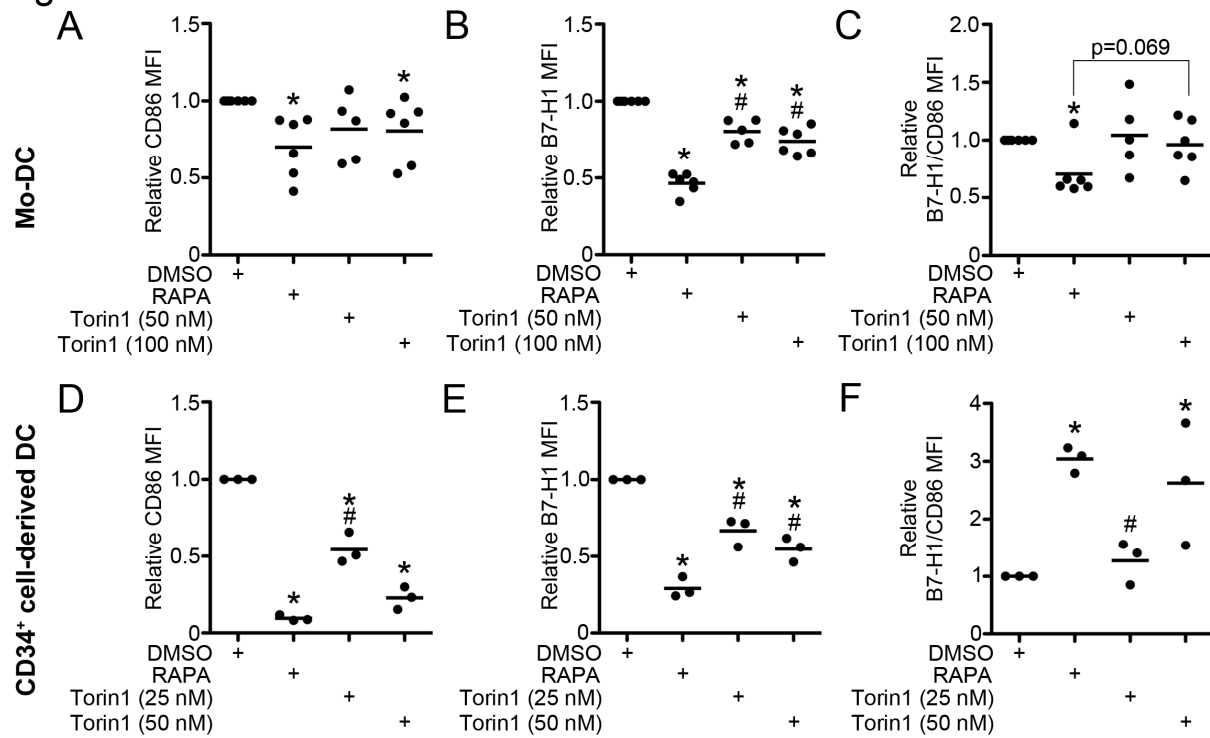 g
A
B
C
Mo-DC
Relative CD86 MFI
1.5
1.0
0.5
0
*
*
Relative B7-H1 MFI
1.5
1.0
0.5
0
*
*
#
*
#
Relative
B7-H1/CD86 MFI
2.0
1.5
1.0
0.5
0
*
p=0.069
DMSO + DMSO + DMSO +
RAPA + RAPA + RAPA +
Torin1 (50 nM) + Torin1 (50 nM) + Torin1 (50 nM) +
Torin1 (100 nM) + Torin1 (100 nM) + Torin1 (100 nM) +
D
E
F
CD34+ cell-derived DC
Relative CD86 MFI
1.5
1.0
0.5
0
*
*
#
*
Relative B7-H1 MFI
1.5
1.0
0.5
0
*
*
#
*
#
Relative
B7-H1/CD86 MFI
4
3
2
1
0
*
#
*
DMSO + DMSO + DMSO +
RAPA + RAPA + RAPA +
Torin1 (25 nM) + Torin1 (25 nM) + Torin1 (25 nM) +
Torin1 (50 nM) + Torin1 (50 nM) + Torin1 (50 nM) +